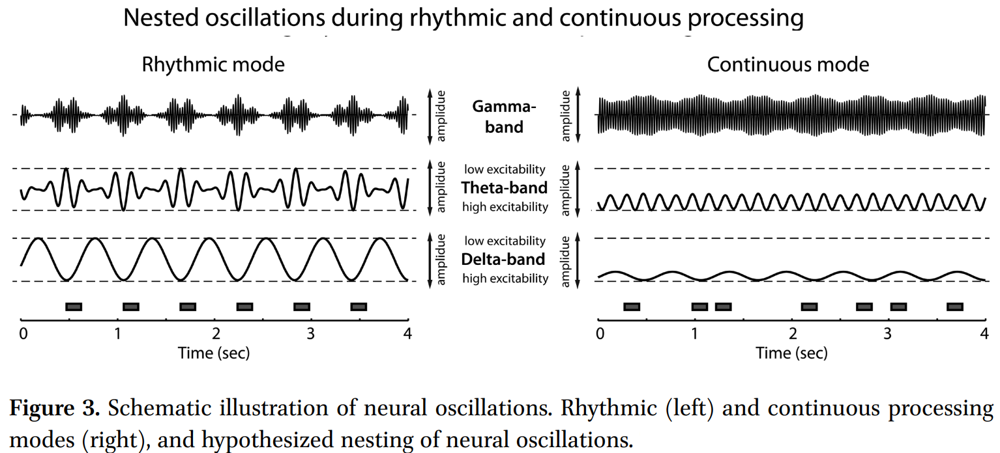 Nested oscillations during rhythmic and continuous processing
Rhythmic mode
Continuous mode
amplidue
Gamma-
band
amplidue
amplidue
low excitability
Theta-band
high excitability
amplidue
amplidue
low excitability
Delta-band
high excitability
amplidue
0 1 2 3 4
Time (sec)
0 1 2 3 4
Time (sec)
Figure 3. Schematic illustration of neural oscillations. Rhythmic (left) and continuous processing
modes (right), and hypothesized nesting of neural oscillations.